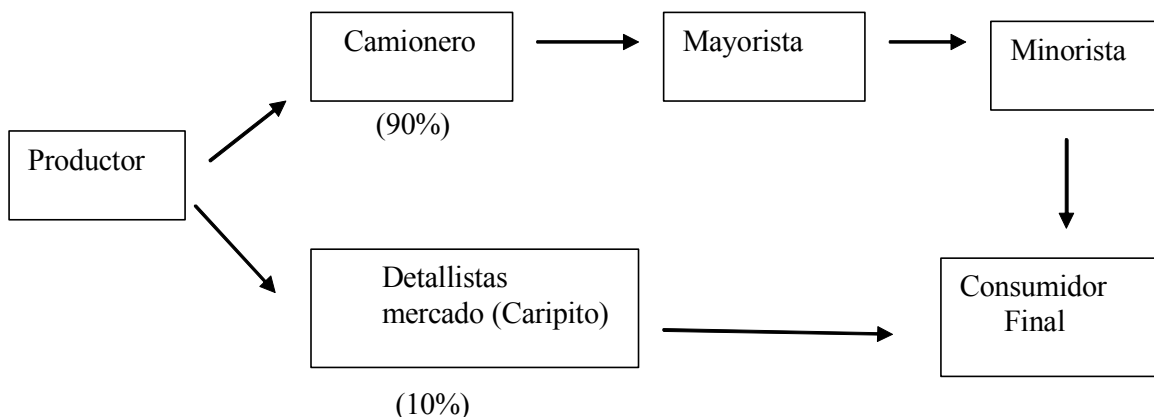 Camionero
Mayorista
Minorista
(90%)
Productor
Detallistas
mercado (Caripito)
Consumidor
Final
(10%)